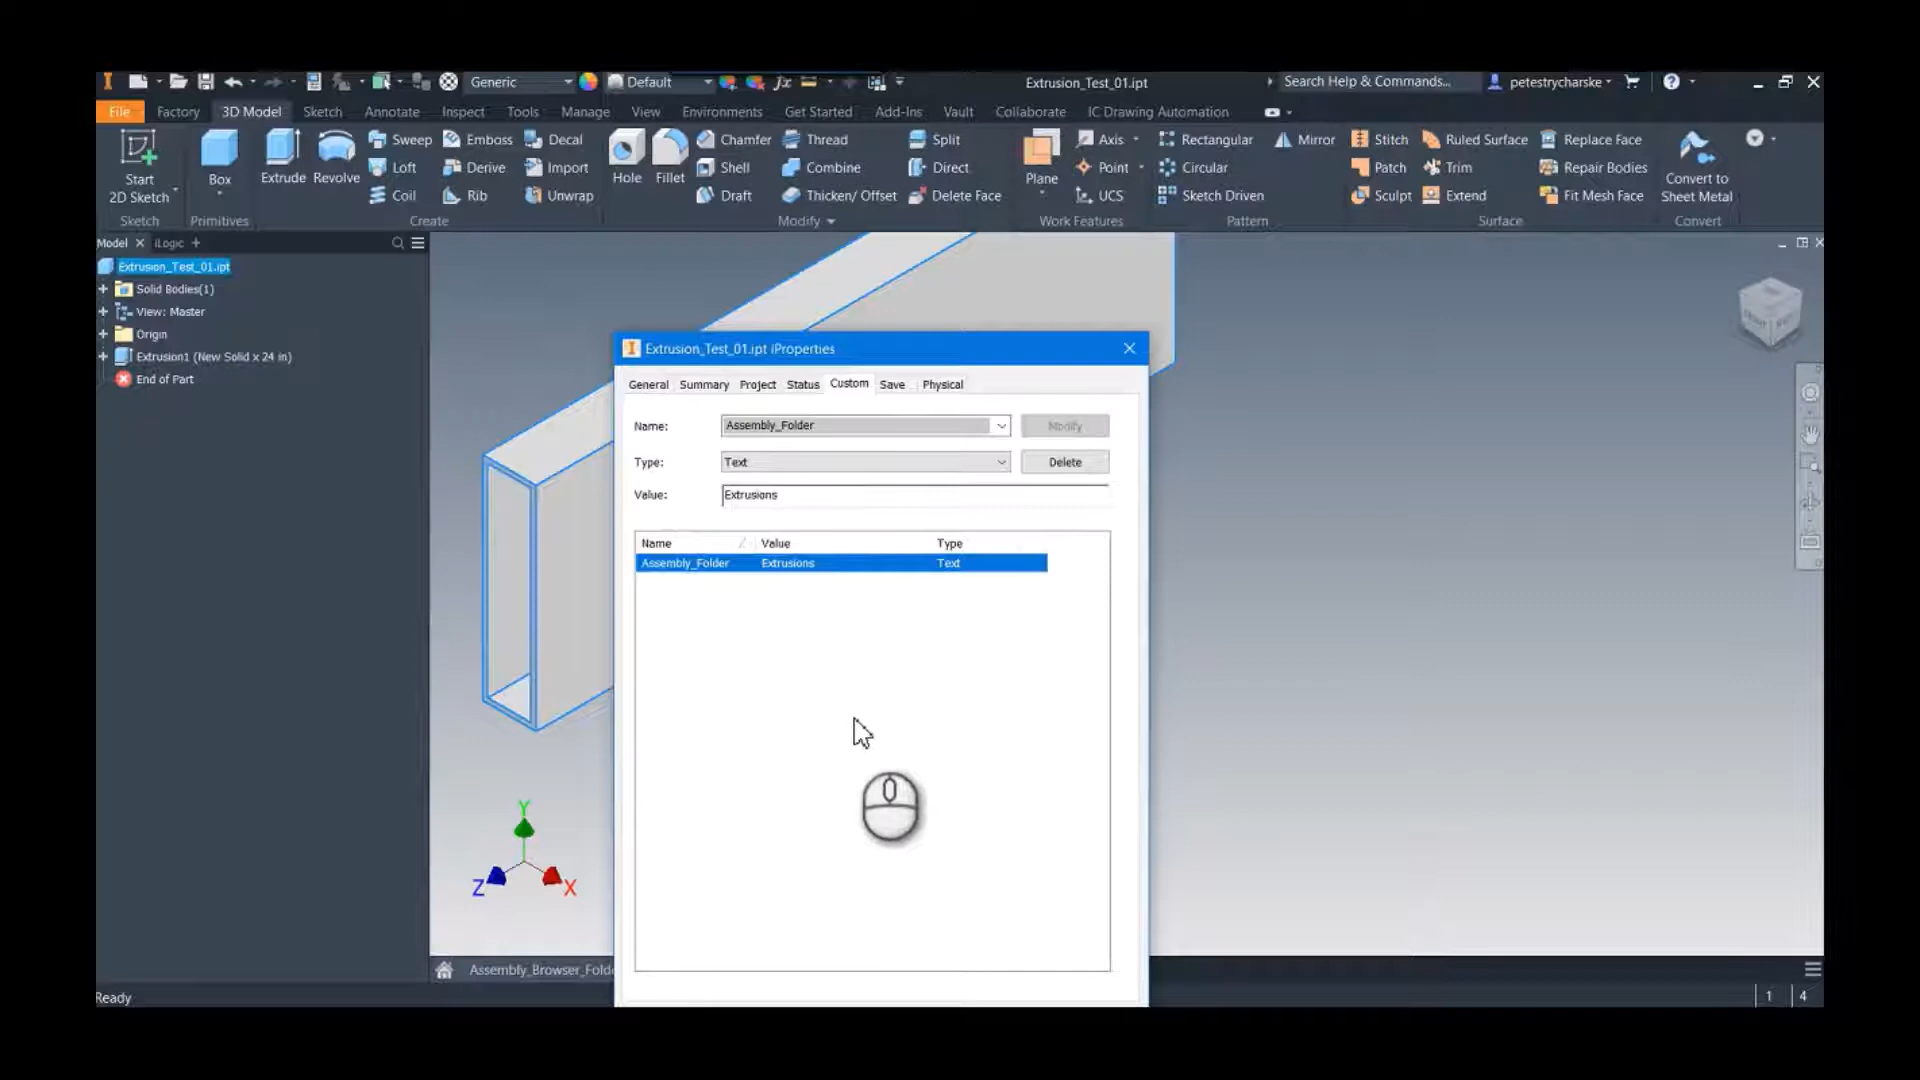 Generic
Default
Extrusion_Test_01.ipt
Search Help & Commands...
petestrycharske
File
Factory
3D Model
Sketch
Annotate
Inspect
Tools
Manage
View
Environments
Get Started
Add-Ins
Vault
Collaborate
IC Drawing Automation
Start
2D Sketch
Box
Extrude
Revolve
Sweep
Emboss
Decal
Loft
Derive
Import
Coil
Rib
Unwrap
Hole
Fillet
Chamfer
Thread
Split
Shell
Combine
Direct
Draft
Thicken/ Offset
Delete Face
Plane
Axis
Point
UCS
Rectangular
Mirror
Circular
Sketch Driven
Stitch
Ruled Surface
Replace Face
Patch
Trim
Repair Bodies
Sculpt
Extend
Fit Mesh Face
Convert to
Sheet Metal
Sketch
Primitives
Create
Modify
Work Features
Pattern
Surface
Convert
Model
iLogic
Extrusion_Test_01.ipt
Solid Bodies(1)
View: Master
Origin
Extrusion1 (New Solid x 24 in)
End of Part
Extrusion_Test_01.ipt iProperties
General
Summary
Project
Status
Custom
Save
Physical
Name:
Assembly_Folder
Modify
Type:
Text
Delete
Value:
Extrusions
Name
Value
Type
Assembly_Folder
Extrusions
Text
Y
Z
X
Assembly_Browser_Folde
Ready
1
4